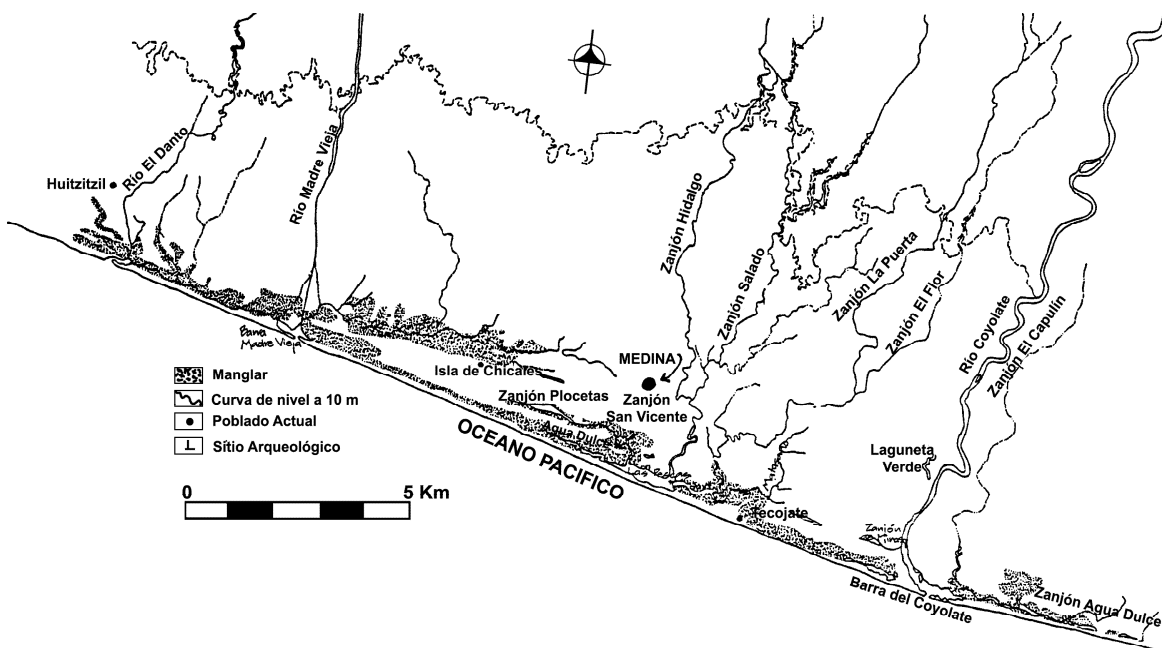 Río El Danto
Huitzitzil
Río Madre Vieja
Zanjón Hidalgo
Zanjón Salado
Zanjón La Puerta
Zanjón El Flor
Río Coyolate
Zanjón El Capulín
Barra
Madre Vieja
MEDINA
Isla de Chicales
Zanjón Plocetas
Zanjón
San Vicente
Agua Dulce
OCEANO PACIFICO
Manglar
Curva de nivel a 10 m
Poblado Actual
Sítio Arqueológico
0 5 Km
Laguneta
Verde
Tecojate
Zanjón
Barra del Coyolate
Zanjón Agua Dulce